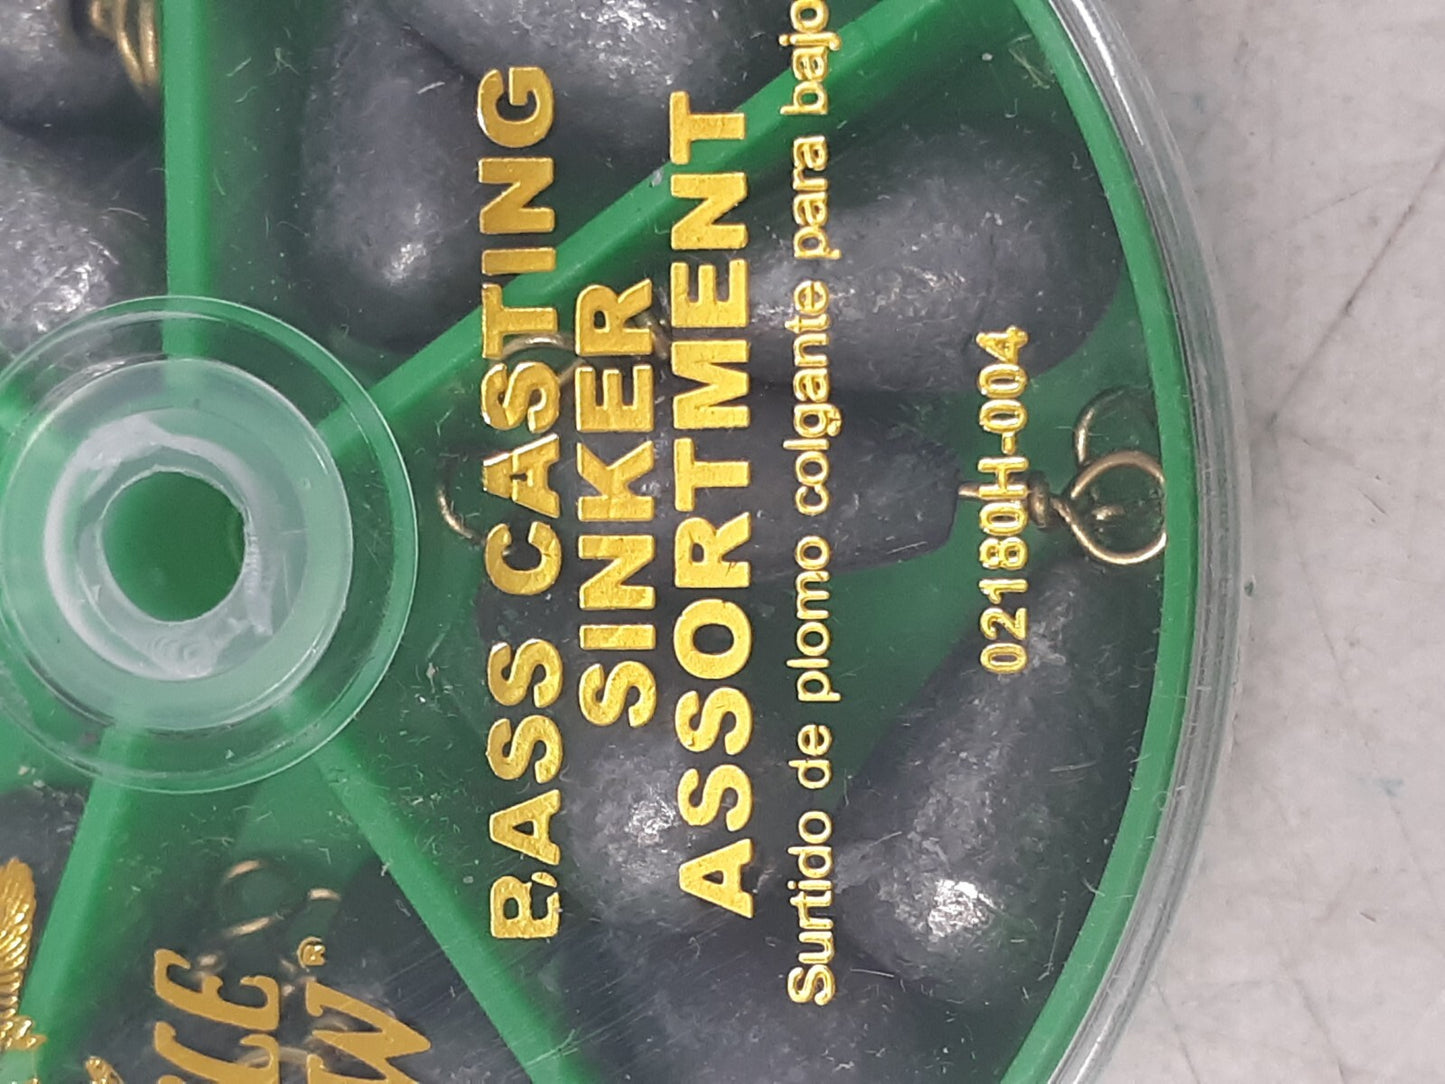 BASS CASTING
SINKER
ASSORTMENT
Surtido de plomo colgante para bajo
02180H-004
®